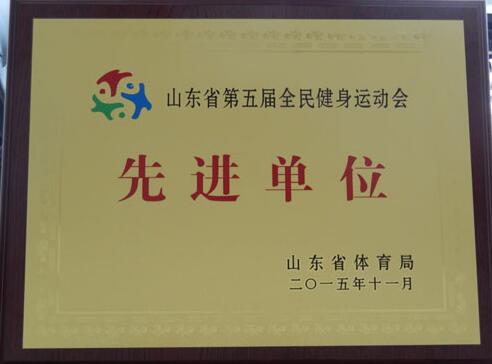 山东省第五届全民健身运动会
先进单位
山东省体育局
二〇一五年十一月